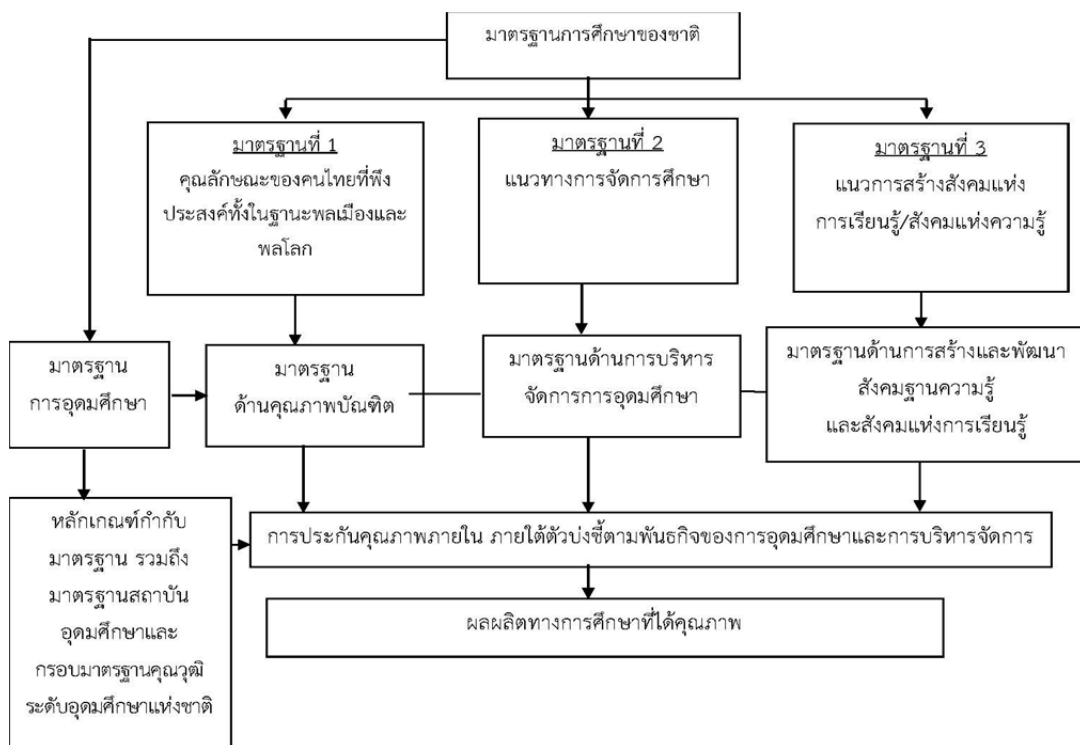 มาตรฐานการศึกษาของชาติ
มาตรฐานที่ 1
คุณลักษณะของคนไทยที่พึง
ประสงค์ทั้งในฐานะพลเมืองและ
พลโลก
มาตรฐานที่ 2
แนวทางการจัดการศึกษา
มาตรฐานที่ 3
แนวการสร้างสังคมแห่ง
การเรียนรู้/สังคมแห่งความรู้
มาตรฐาน
การอุดมศึกษา
มาตรฐาน
ด้านคุณภาพบัณฑิต
มาตรฐานด้านการบริหาร
จัดการการอุดมศึกษา
มาตรฐานด้านการสร้างและพัฒนา
สังคมฐานความรู้
และสังคมแห่งการเรียนรู้
หลักเกณฑ์กำกับ
มาตรฐาน รวมถึง
มาตรฐานสถาบัน
อุดมศึกษาและ
กรอบมาตรฐานคุณวุฒิ
ระดับอุดมศึกษาแห่งชาติ
การประกันคุณภาพภายใน ภายใต้ตัวบ่งชี้ตามพันธกิจของการอุดมศึกษาและการบริหารจัดการ
ผลผลิตทางการศึกษาที่ได้คุณภาพ